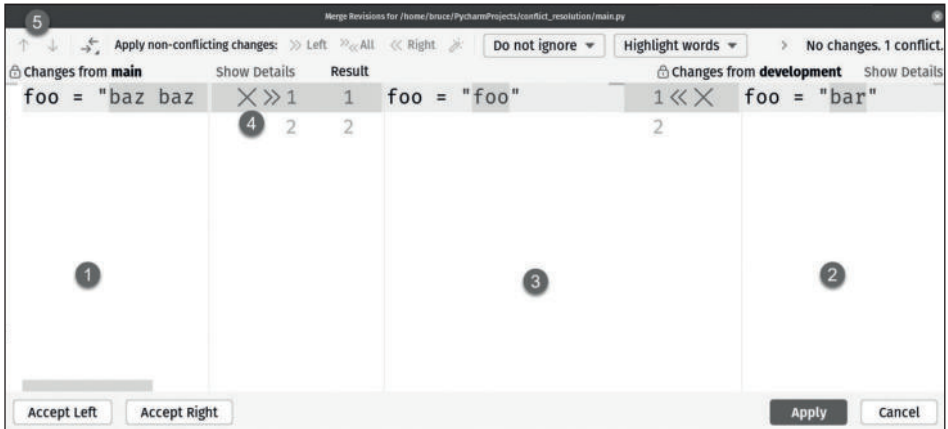 Merge Revisions for /home/bruce/PycharmProjects/conflict_resolution/main.py
5
Apply non-conflicting changes: >> Left >>«All « Right Do not ignore Highlight words > No changes. 1 conflict.
Changes from main Show Details Result Changes from development Show Details
foo = "baz baz X >> 1 1 foo = "foo" 1 « X foo = "bar"
4 2 2 2
1 3 2
Accept Left Accept Right Apply Cancel